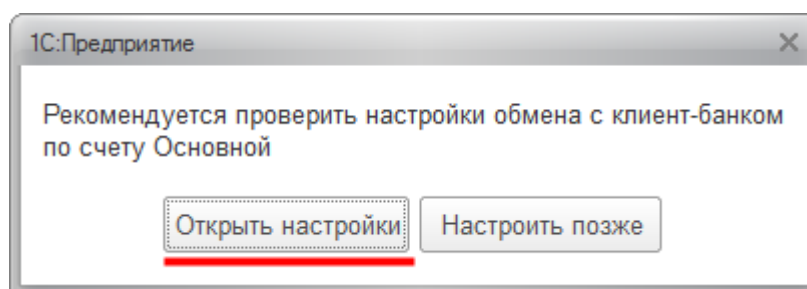 1С:Предприятие
Рекомендуется проверить настройки обмена с клиент-банком
по счету Основной
Открыть настройки Настроить позже